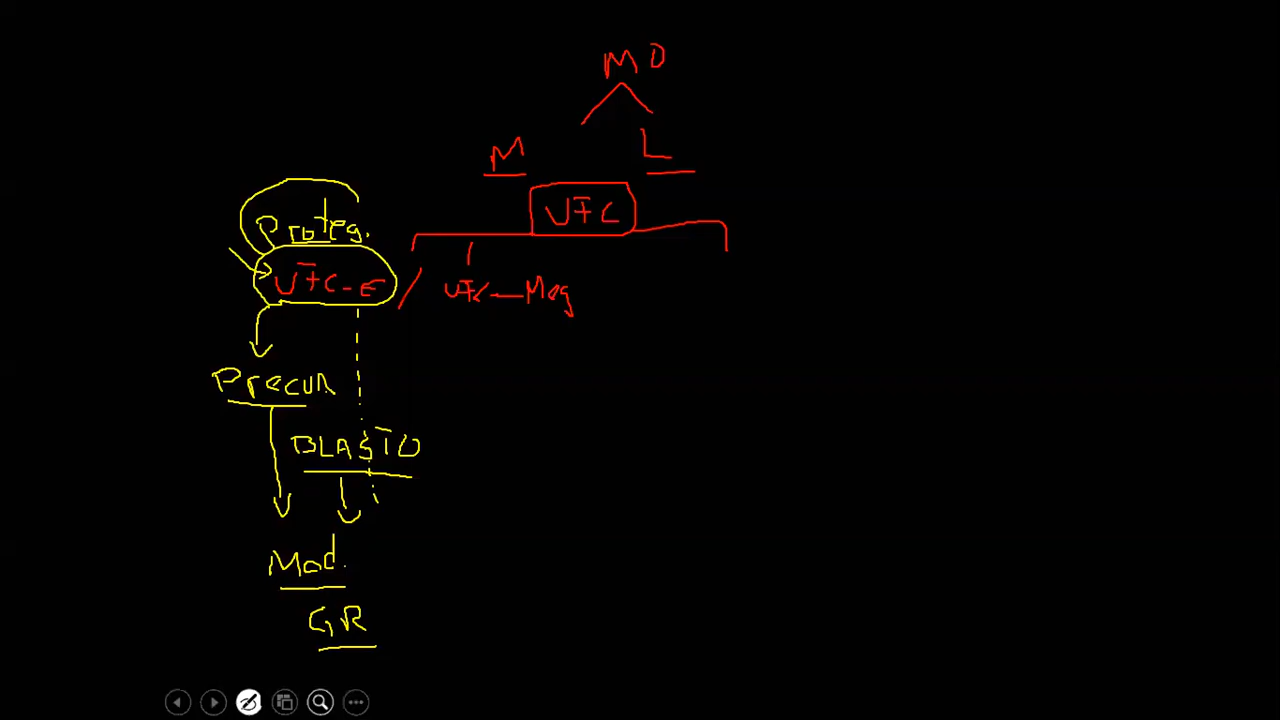 MO
M L
UFC
Proteg.
UFC-E
UFC-Meg
Precur
BLASTO
Mad.
GR